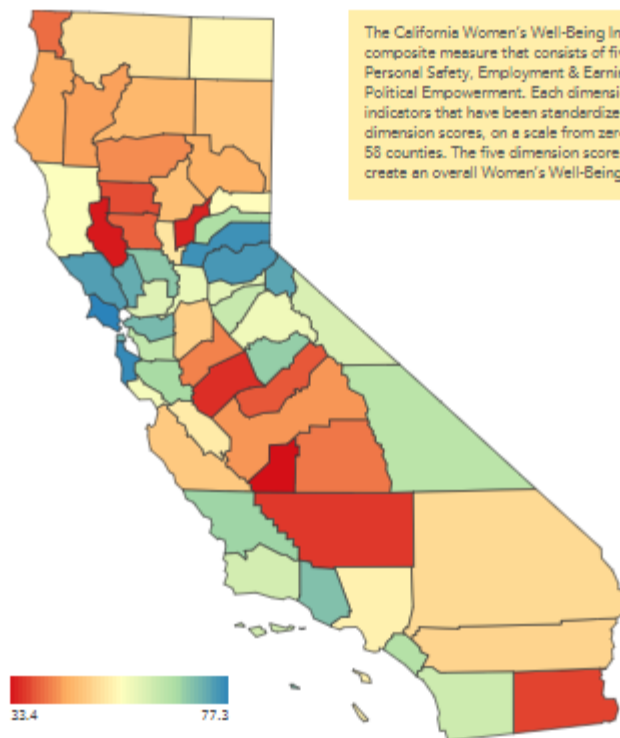 The California Women's Well-Being In
composite measure that consists of fi
Personal Safety, Employment & Earni
Political Empowerment. Each dimensi
indicators that have been standardize
dimension scores, on a scale from zer
58 counties. The five dimension score
create an overall Women's Well-Being
33.4
77.3